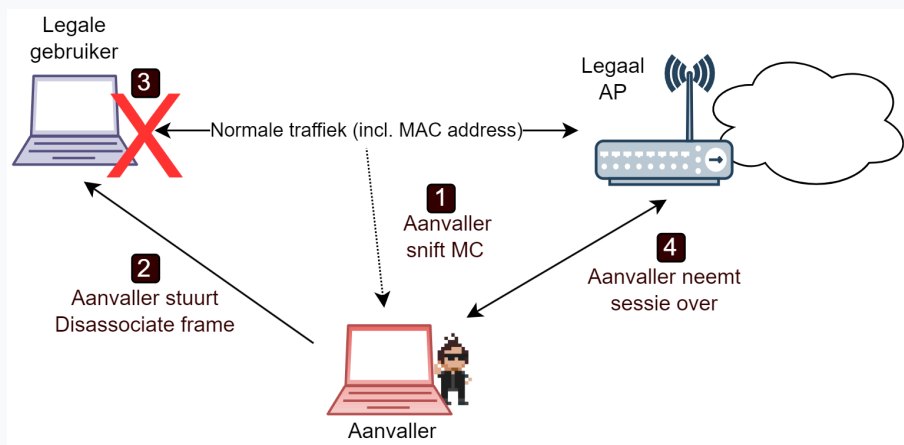 Legale
gebruiker
3
Legaal
AP
Normale traffiek (incl. MAC address)
1
Aanvaller
snift MC
2
Aanvaller stuurt
Disassociate frame
4
Aanvaller neemt
sessie over
Aanvaller